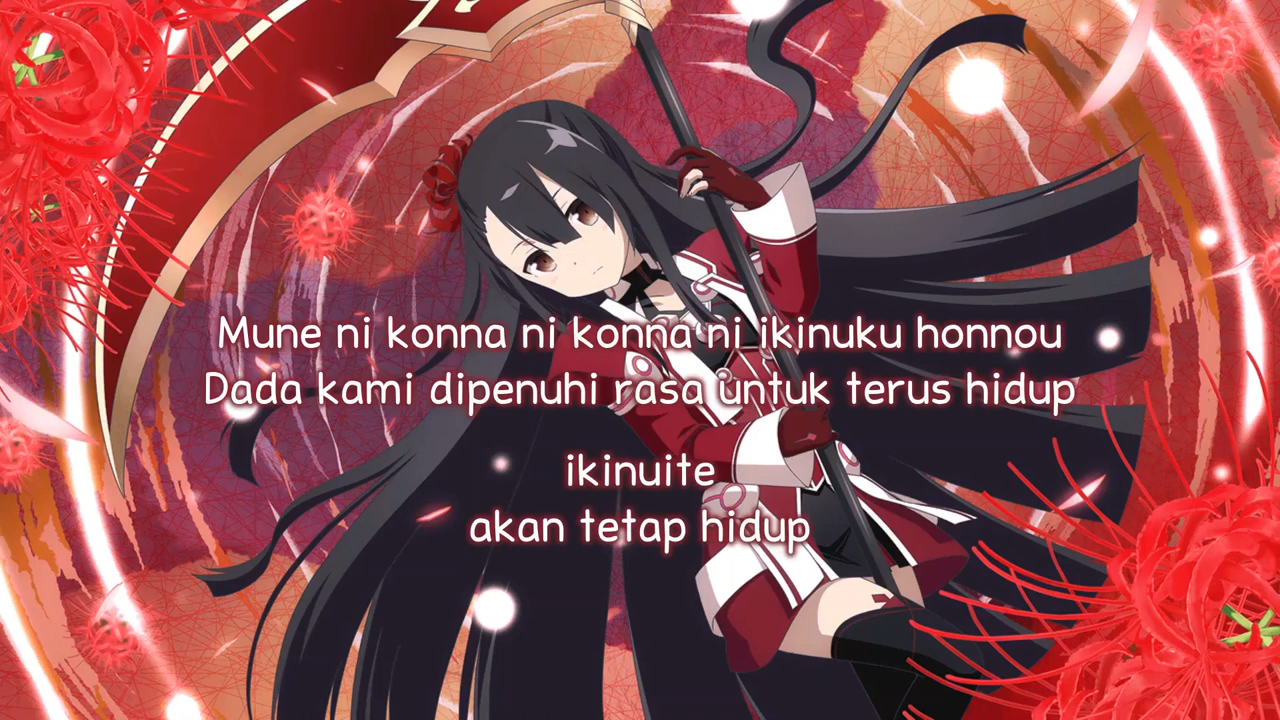 Mune ni konna ni konna ni ikinuku honnou
Dada kami dipenuhi rasa untuk terus hidup
ikinuite
akan tetap hidup